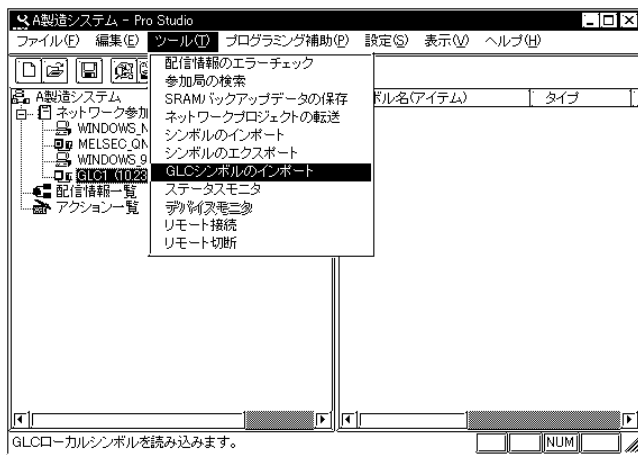 A製造システム - Pro Studio
ファイル(F) 編集(E) ツール(T) プログラミング補助(P) 設定(S) 表示(V) ヘルプ(H)
配信情報のエラーチェック
参加局の検索
SRAMバックアップデータの保存
ネットワークプロジェクトの転送
シンボルのインポート
シンボルのエクスポート
GLCシンボルのインポート
ステータスモニタ
デバイスモニタ
リモート接続
リモート切断
A製造システム
ネットワーク参加
WINDOWS_N
MELSEC_QN
WINDOWS_9
GLC1 (10.23
配信情報一覧
アクション一覧
ボル名(アイテム) タイプ
GLCローカルシンボルを読み込みます。
NUM